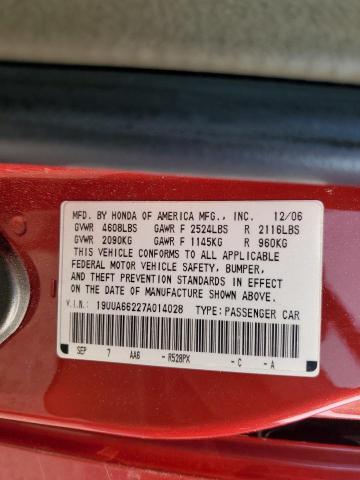 MFD. BY HONDA OF AMERICA MFG., INC. 12/06
GVWR 4608LBS GAWR F 2524LBS R 2116LBS
GVWR 2090KG GAWR F 1145KG R 960KG
THIS VEHICLE CONFORMS TO ALL APPLICABLE
FEDERAL MOTOR VEHICLE SAFETY, BUMPER,
AND THEFT PREVENTION STANDARDS IN EFFECT
ON THE DATE OF MANUFACTURE SHOWN ABOVE.
V.I.N.: 19UUA66227A014028 TYPE: PASSENGER CAR
SEP 7 AA6 - R528PX - C - A